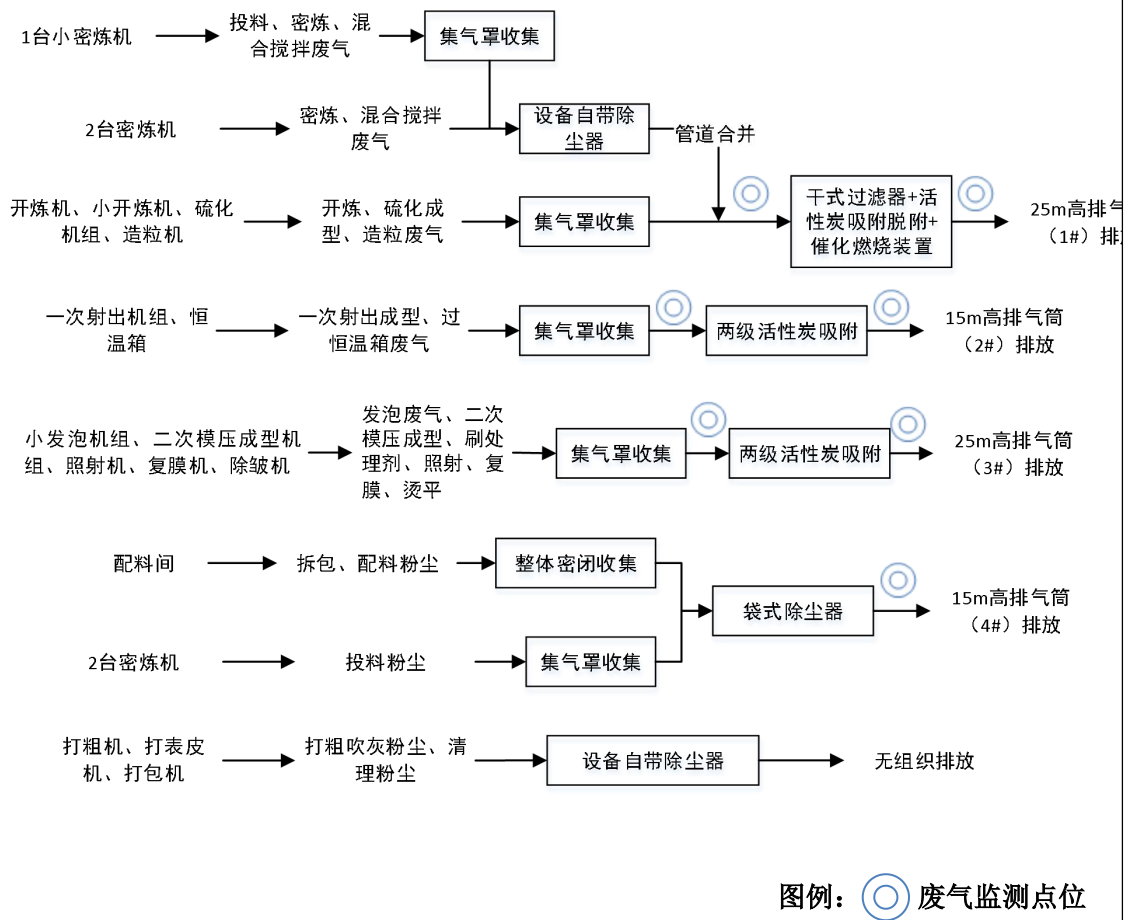 1台小密炼机
投料、密炼、混
合搅拌废气
集气罩收集
2台密炼机
密炼、混合搅拌
废气
设备自带除
尘器
管道合并
开炼机、小开炼机、硫化
机组、造粒机
开炼、硫化成
型、造粒废气
集气罩收集
干式过滤器+活
性炭吸附脱附+
催化燃烧装置
25m高排气
（1#）排
一次射出机组、恒
温箱
一次射出成型、过
恒温箱废气
集气罩收集
两级活性炭吸附
15m高排气筒
（2#）排放
小发泡机组、二次模压成型机
组、照射机、复膜机、除皱机
发泡废气、二次
模压成型、刷处
理剂、照射、复
膜、烫平
集气罩收集
两级活性炭吸附
25m高排气筒
（3#）排放
配料间
拆包、配料粉尘
整体密闭收集
袋式除尘器
15m高排气筒
（4#）排放
2台密炼机
投料粉尘
集气罩收集
打粗机、打表皮
机、打包机
打粗吹灰粉尘、清
理粉尘
设备自带除尘器
无组织排放
图例：
废气监测点位